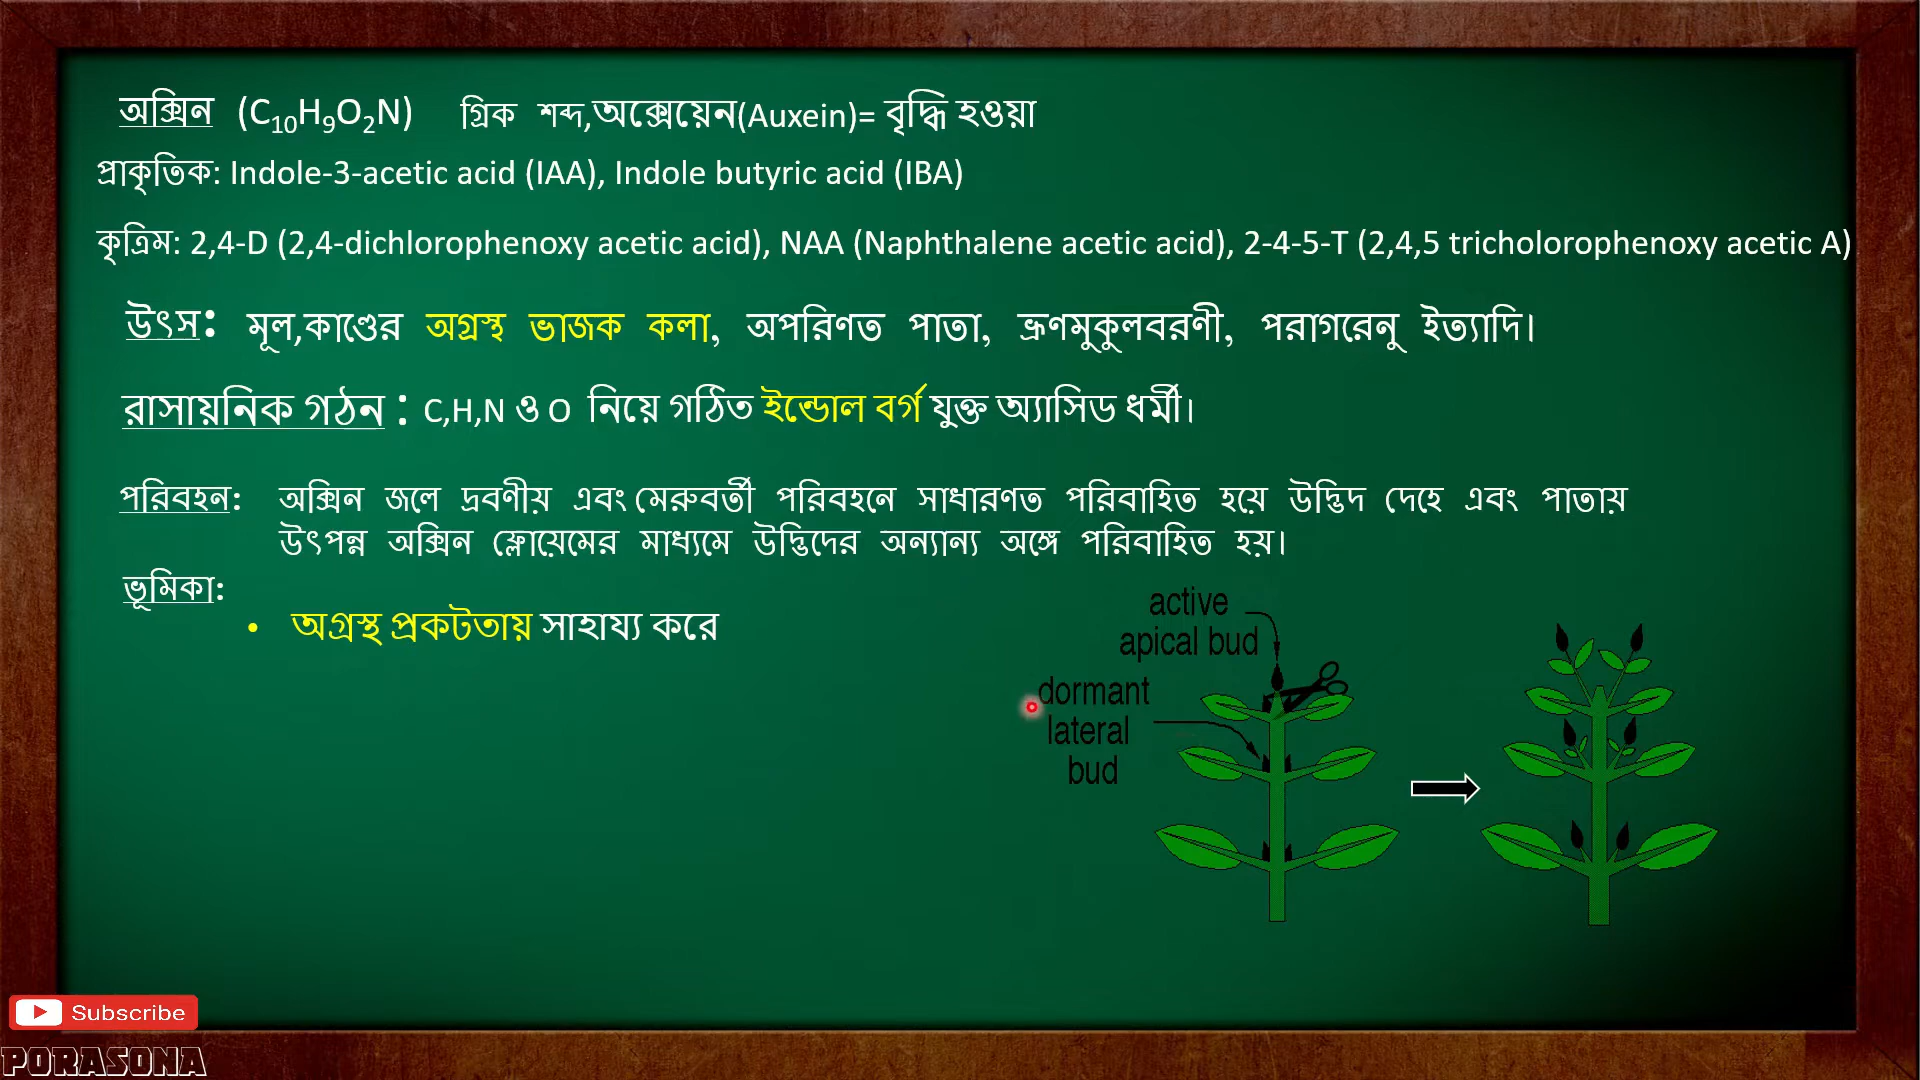 অক্সিন (C10H9O2N) গ্রিক শব্দ,অক্সেয়েন(Auxein)= বৃদ্ধি হওয়া
প্রাকৃতিক: Indole-3-acetic acid (IAA), Indole butyric acid (IBA)
কৃত্রিম: 2,4-D (2,4-dichlorophenoxy acetic acid), NAA (Naphthalene acetic acid), 2-4-5-T (2,4,5 tricholorophenoxy acetic A)
উৎস: মূল,কাণ্ডের অগ্রস্থ ভাজক কলা, অপরিণত পাতা, ভ্রূণমুকুলবরণী, পরাগরেনু ইত্যাদি।
রাসায়নিক গঠন : C,H,N ও O নিয়ে গঠিত ইন্ডোল বর্গ যুক্ত অ্যাসিড ধর্মী।
পরিবহন: অক্সিন জলে দ্রবণীয় এবং মেরুবর্তী পরিবহনে সাধারণত পরিবাহিত হয়ে উদ্ভিদ দেহে এবং পাতায়
উৎপন্ন অক্সিন ফ্লোয়েমের মাধ্যমে উদ্ভিদের অন্যান্য অঙ্গে পরিবাহিত হয়।
ভূমিকা:
• অগ্রস্থ প্রকটতায় সাহায্য করে
active
apical bud
dormant
lateral
bud
Subscribe
PORASONA